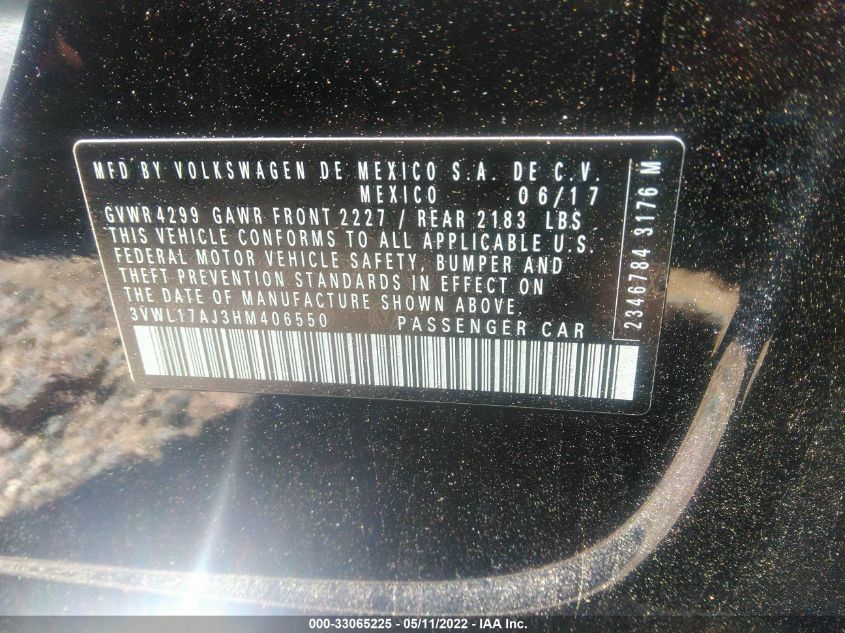 MFD BY VOLKSWAGEN DE MEXICO S.A. DE C.V.
MEXICO 06/17
GVWR4299 GAWR FRONT 2227 / REAR 2183 LBS
THIS VEHICLE CONFORMS TO ALL APPLICABLE U.S.
FEDERAL MOTOR VEHICLE SAFETY, BUMPER AND
THEFT PREVENTION STANDARDS IN EFFECT ON
THE DATE OF MANUFACTURE SHOWN ABOVE.
3VWL17AJ3HM406550 PASSENGER CAR
2346784 3176 M
000-33065225 - 05/11/2022 - IAA Inc.